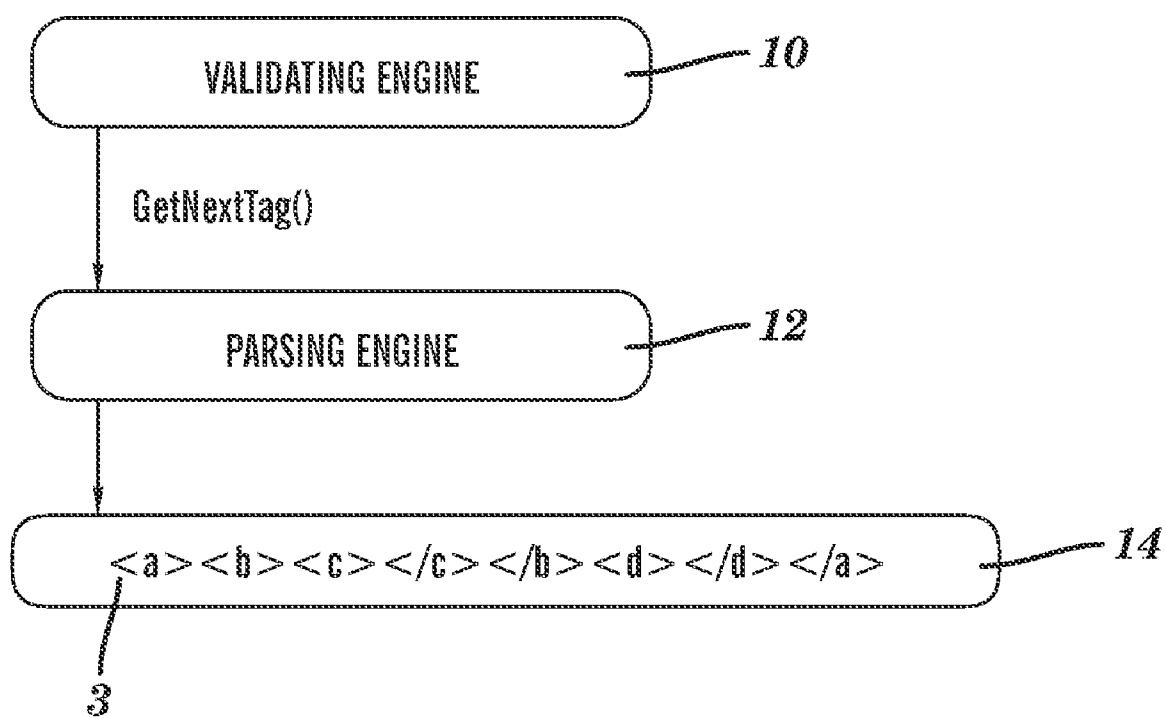 VALIDATING ENGINE
10
GetNextTag()
PARSING ENGINE
12
<a><b><c></c></b><d></d></a>
14
3